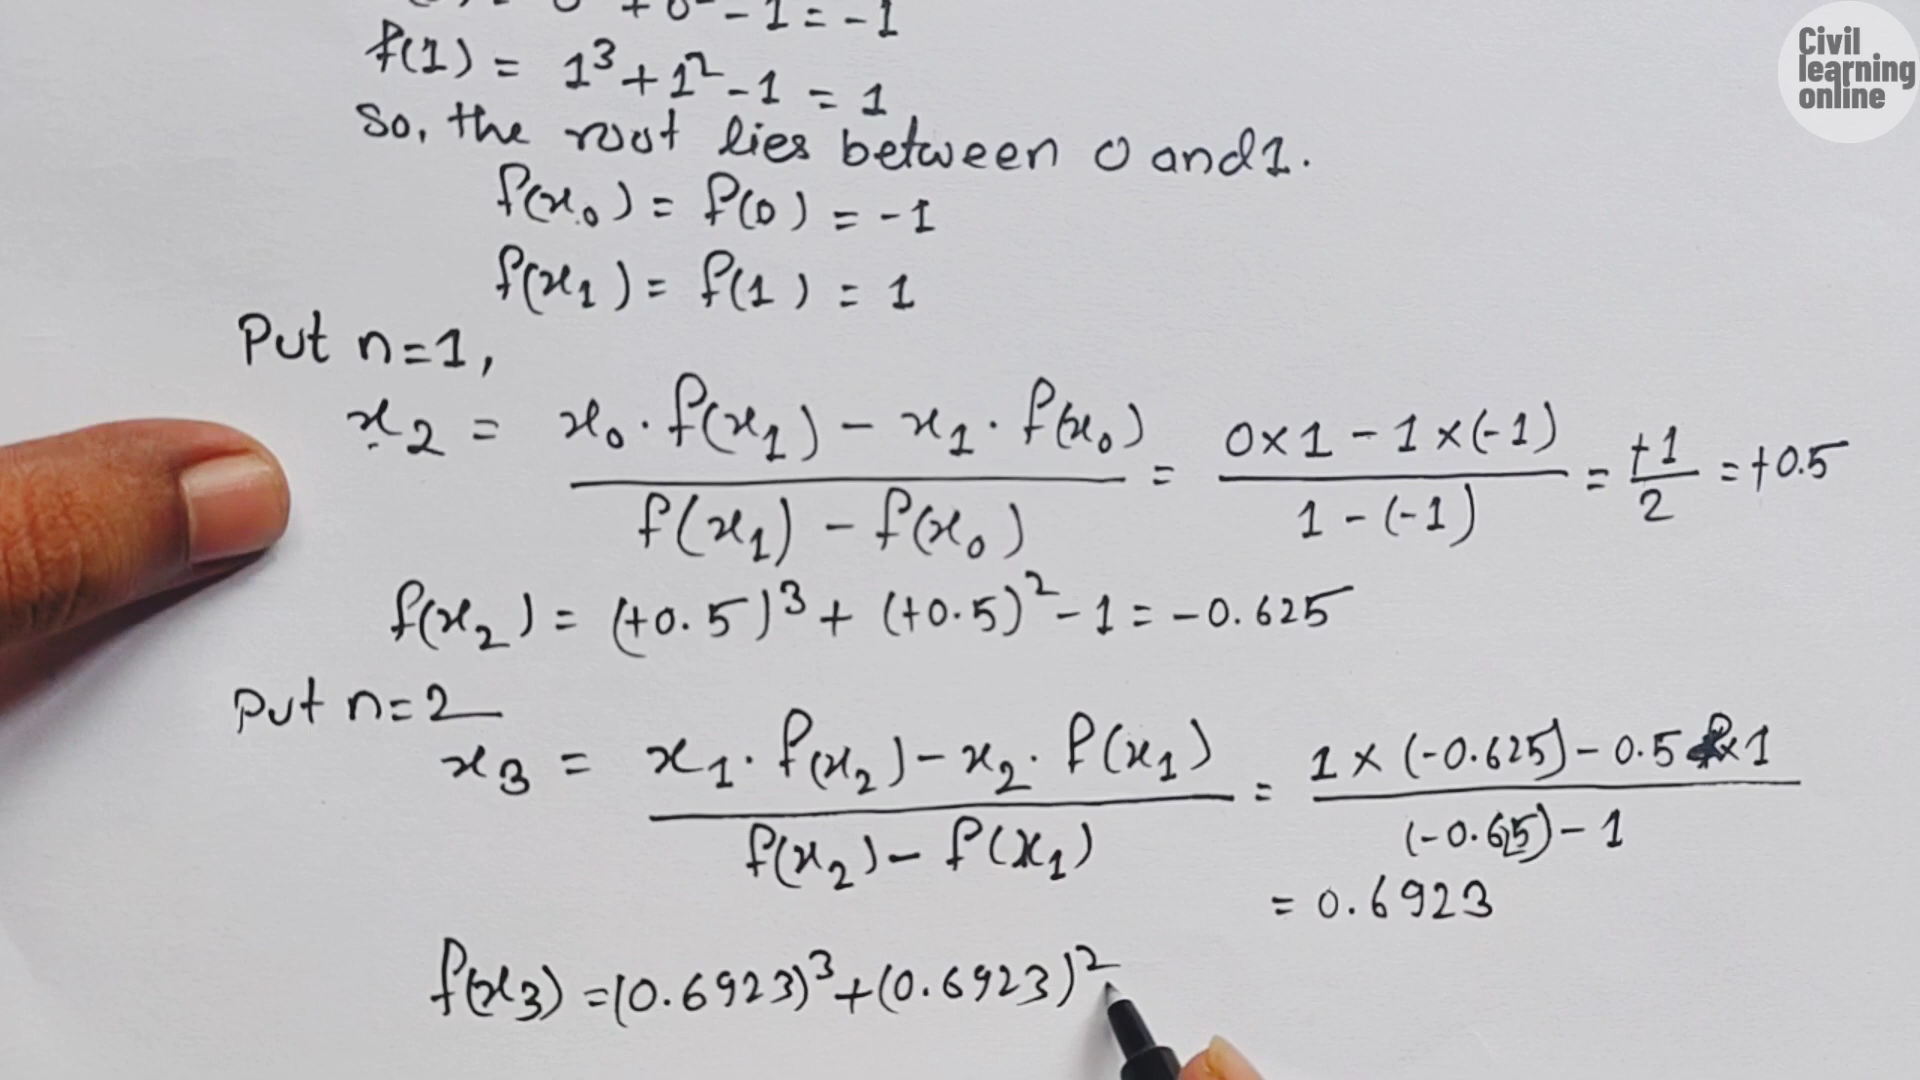 Civil
learning
online
= 0³ + 0² - 1 = -1
f(1) = 1³ + 1² - 1 = 1
So, the root lies between 0 and 1.
f(x₀) = f(0) = -1
f(x₁) = f(1) = 1
Put n=1,
x₂ = x₀ · f(x₁) - x₁ · f(x₀) / f(x₁) - f(x₀) = 0×1 - 1×(-1) / 1 - (-1) = +1/2 = +0.5
f(x₂) = (+0.5)³ + (+0.5)² - 1 = -0.625
Put n=2
x₃ = x₁ · f(x₂) - x₂ · f(x₁) / f(x₂) - f(x₁) = 1 × (-0.625) - 0.5 × 1 / (-0.625) - 1
= 0.6923
f(x₃) = (0.6923)³ + (0.6923)²